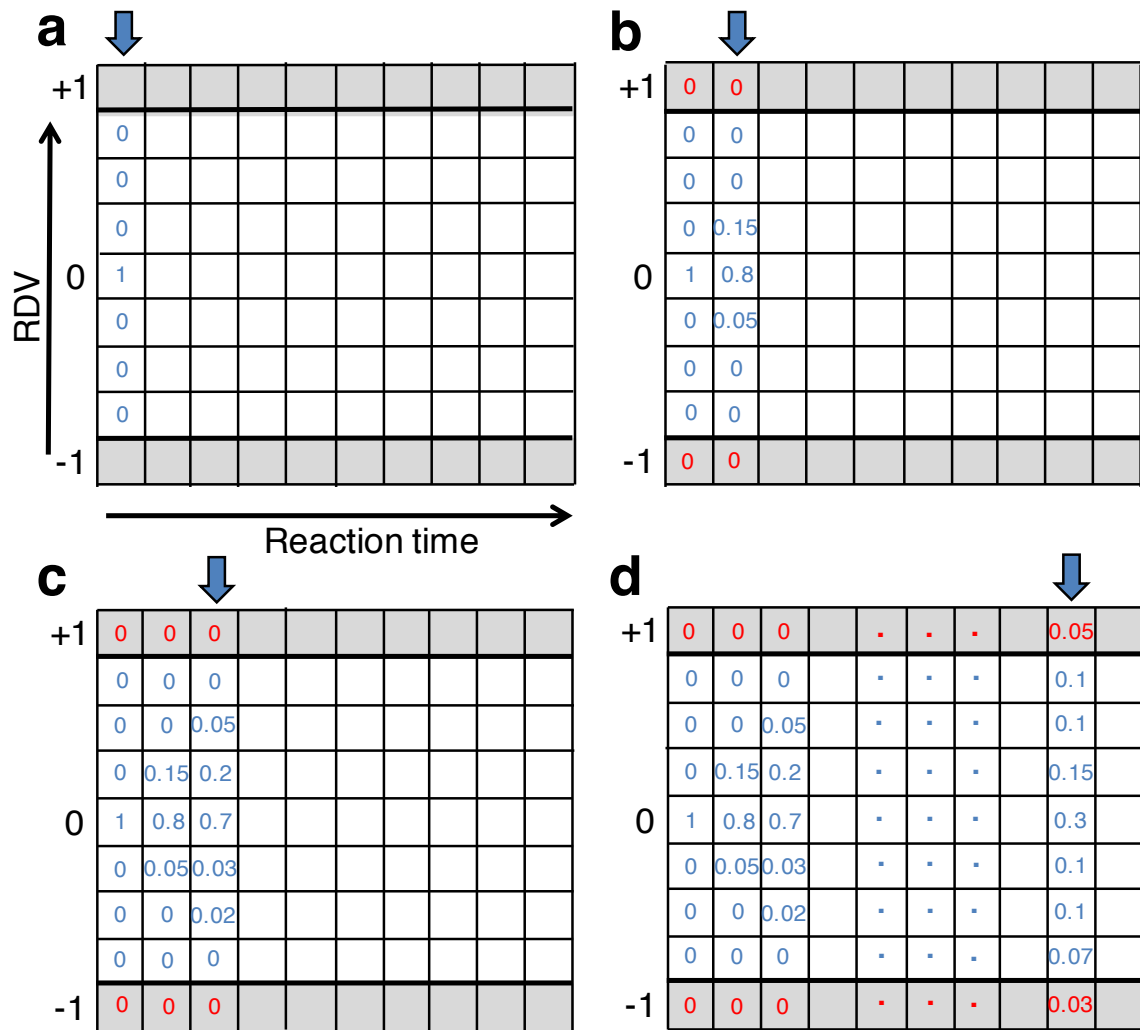 a
+1
0
0
0
0 1
0
0
0
-1
RDV
Reaction time
b
+1 0 0
0 0
0 0
0 0.15
0 1 0.8
0 0.05
0 0
0 0
-1 0 0
c
+1 0 0 0
0 0 0
0 0 0.05
0 0.15 0.2
0 1 0.8 0.7
0 0.05 0.03
0 0 0.02
0 0 0
-1 0 0 0
d
+1 0 0 0 . . . 0.05
0 0 0 . . . 0.1
0 0 0.05 . . . 0.1
0 0.15 0.2 . . . 0.15
0 1 0.8 0.7 . . . 0.3
0 0.05 0.03 . . . 0.1
0 0 0.02 . . . 0.1
0 0 0 . . . 0.07
-1 0 0 0 . . . 0.03